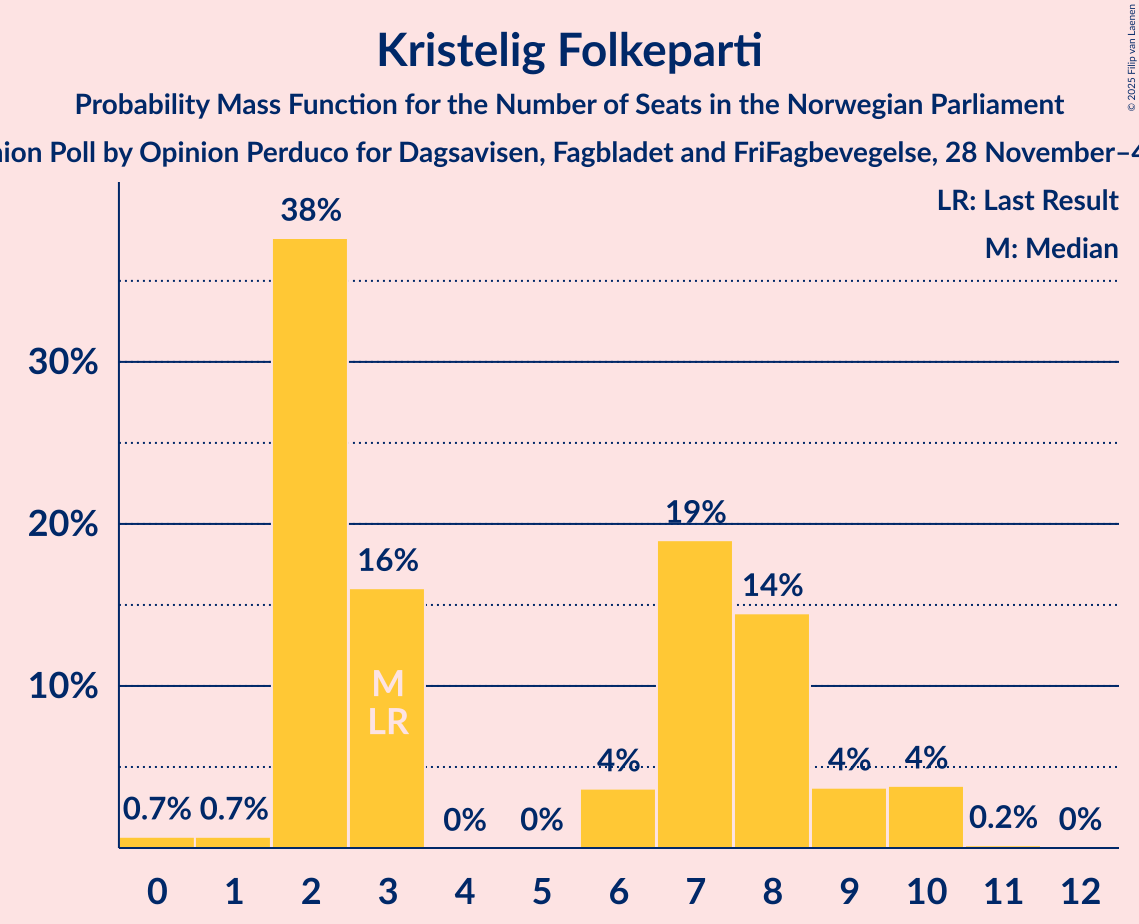 © 2025 Filip van Laenen
Kristelig Folkeparti
Probability Mass Function for the Number of Seats in the Norwegian Parliament
Poll by Opinion Perduco for Dagsavisen, Fagbladet and FriFagbevegelse, 28 November–4
LR: Last Result
M: Median
38%
30%
20%
19%
16%
14%
10%
M
LR
4%
4%
4%
0.7%
0.7%
0%
0%
0.2%
0%
0 1 2 3 4 5 6 7 8 9 10 11 12